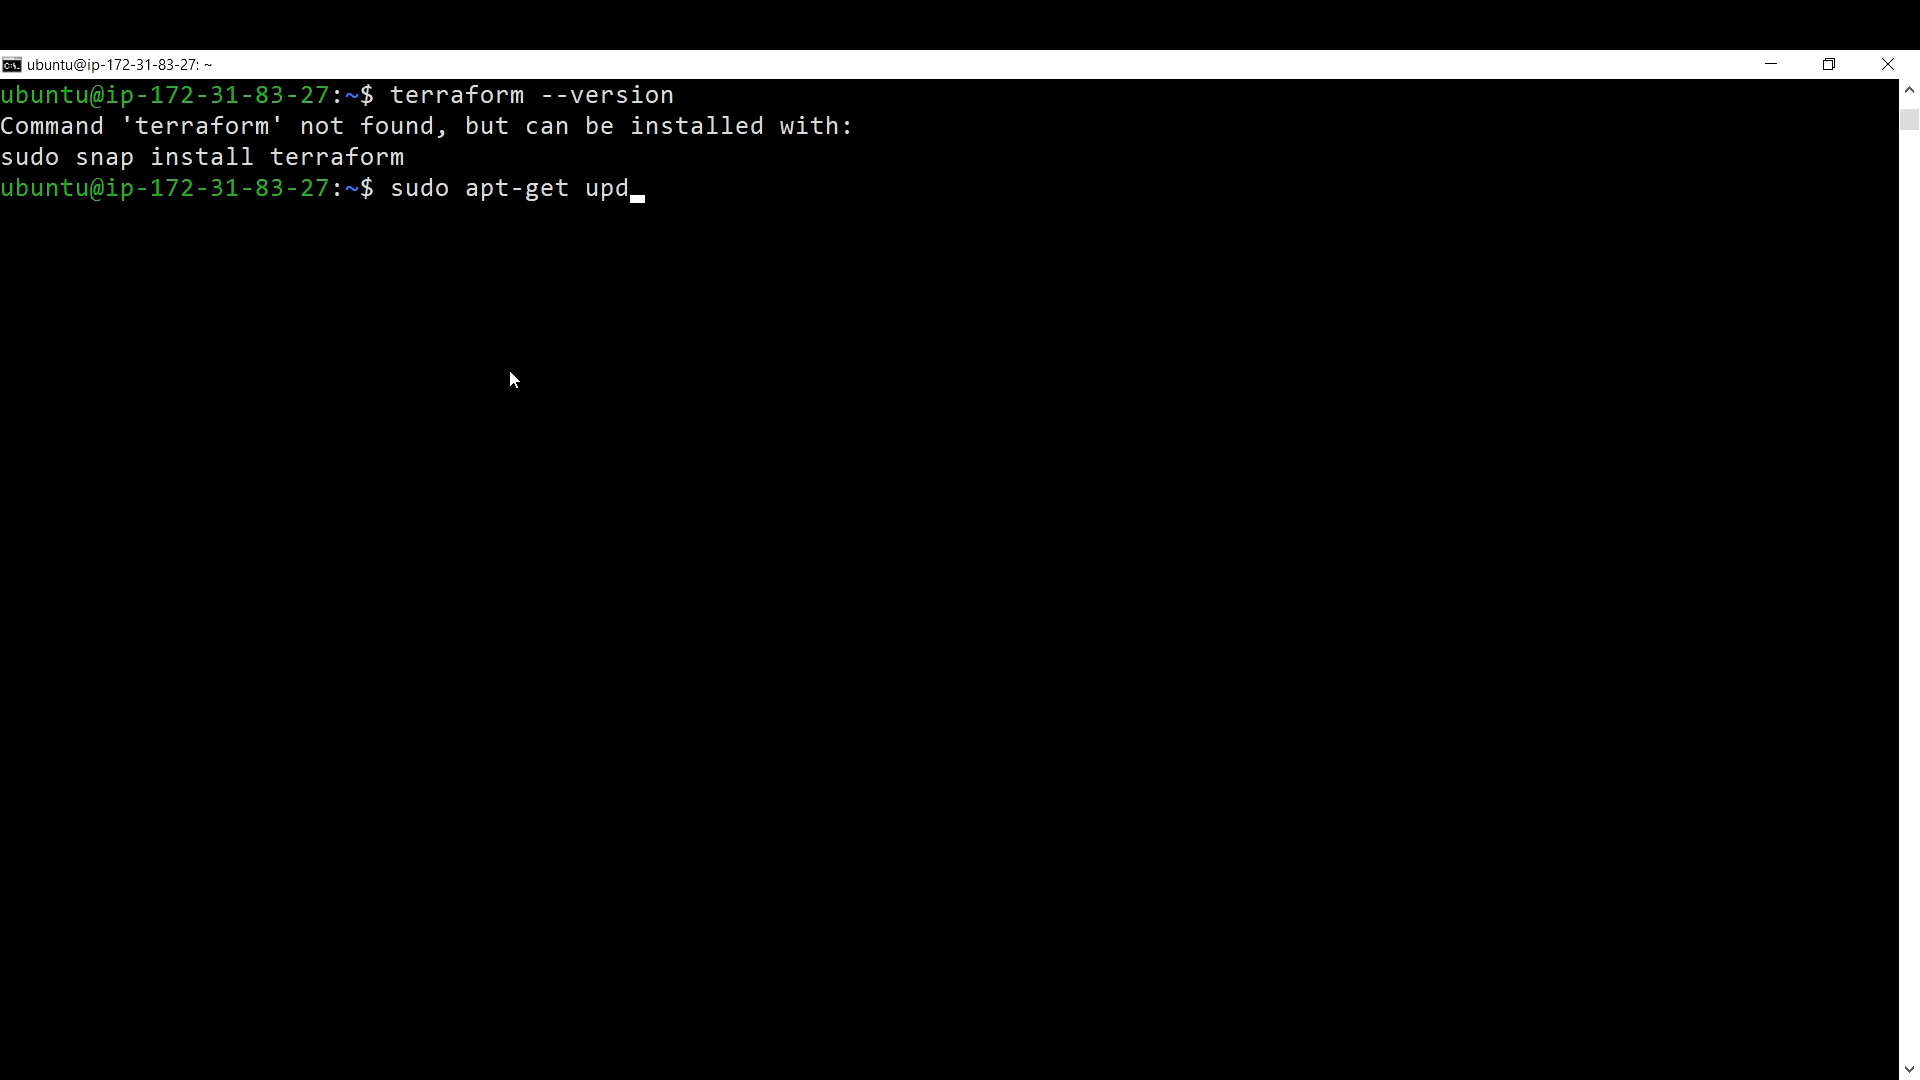 ubuntu@ip-172-31-83-27: ~
ubuntu@ip-172-31-83-27:~$ terraform --version
Command 'terraform' not found, but can be installed with:
sudo snap install terraform
ubuntu@ip-172-31-83-27:~$ sudo apt-get upd